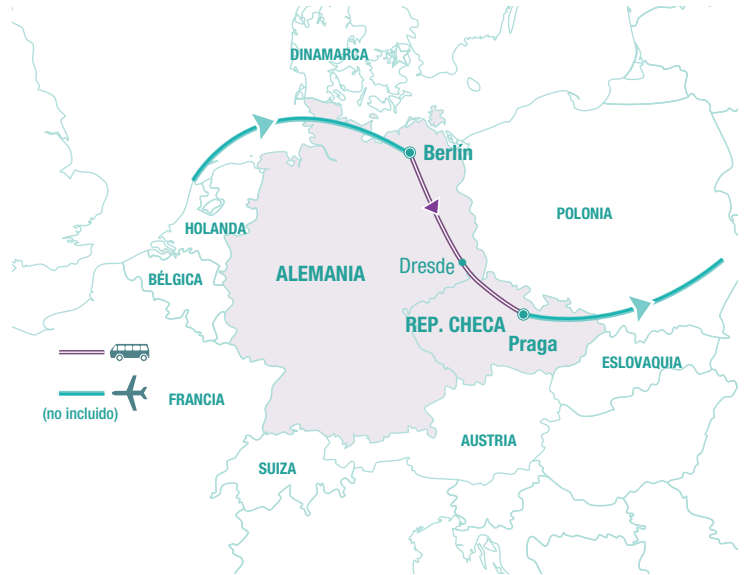 DINAMARCA
Berlín
POLONIA
HOLANDA
BÉLGICA
ALEMANIA
Dresde
REP. CHECA
Praga
ESLOVAQUIA
(no incluido)
FRANCIA
AUSTRIA
SUIZA